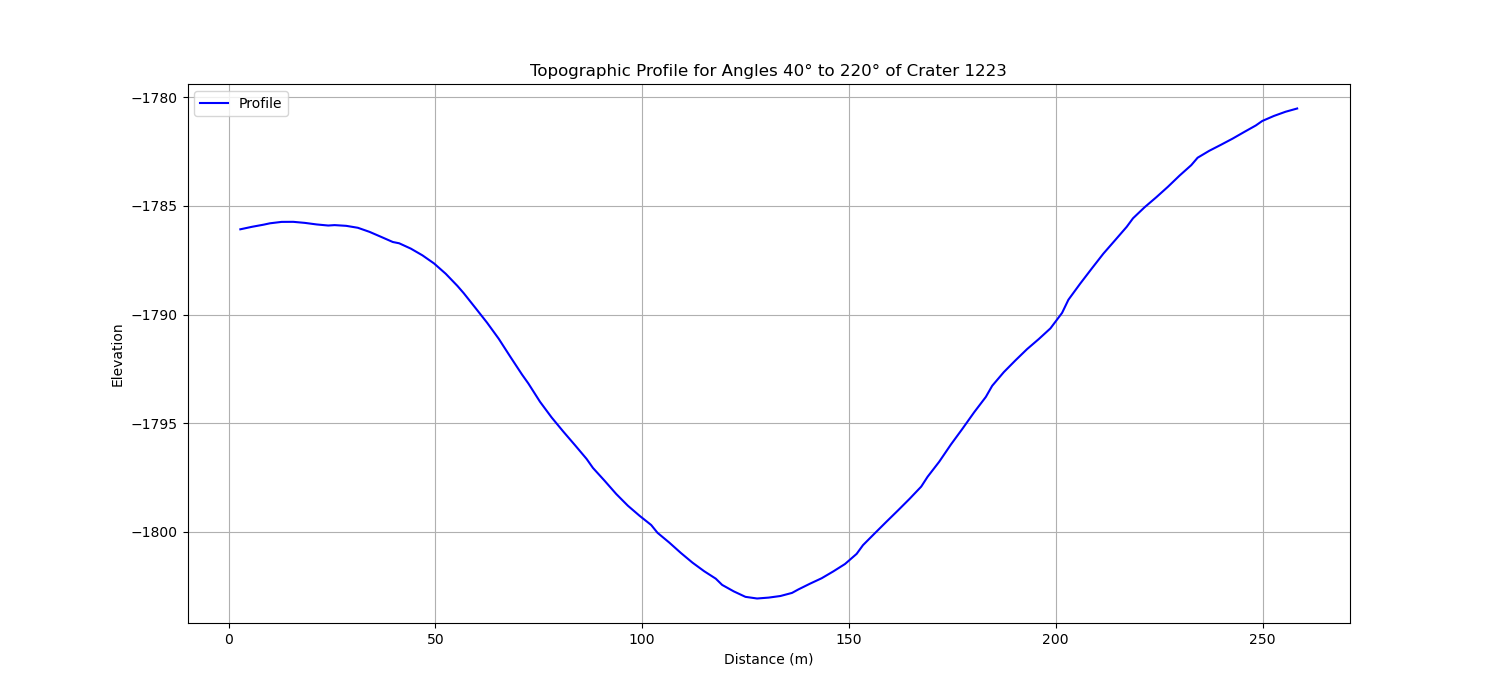 Topographic Profile for Angles 40° to 220° of Crater 1223
Profile
−1780
−1785
−1790
−1795
−1800
Elevation
0
50
100
150
200
250
Distance (m)